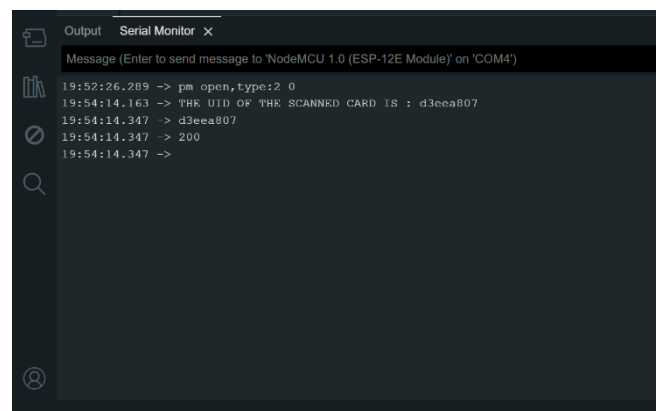 Output Serial Monitor ×
Message (Enter to send message to 'NodeMCU 1.0 (ESP-12E Module)' on 'COM4')
19:52:26.289 -> pm open,type:2 0
19:54:14.163 -> THE UID OF THE SCANNED CARD IS : d3eea807
19:54:14.347 -> d3eea807
19:54:14.347 -> 200
19:54:14.347 ->